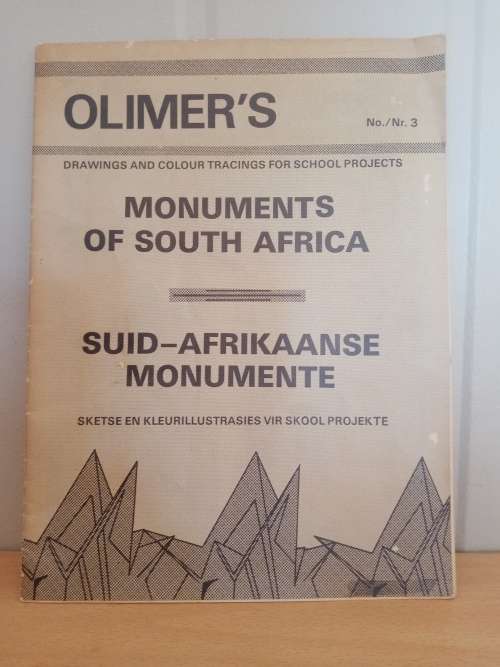 OLIMER'S
No./Nr. 3
DRAWINGS AND COLOUR TRACINGS FOR SCHOOL PROJECTS
MONUMENTS
OF SOUTH AFRICA
SUID–AFRIKAANSE
MONUMENTE
SKETSE EN KLEURILLUSTRASIES VIR SKOOL PROJEKTE